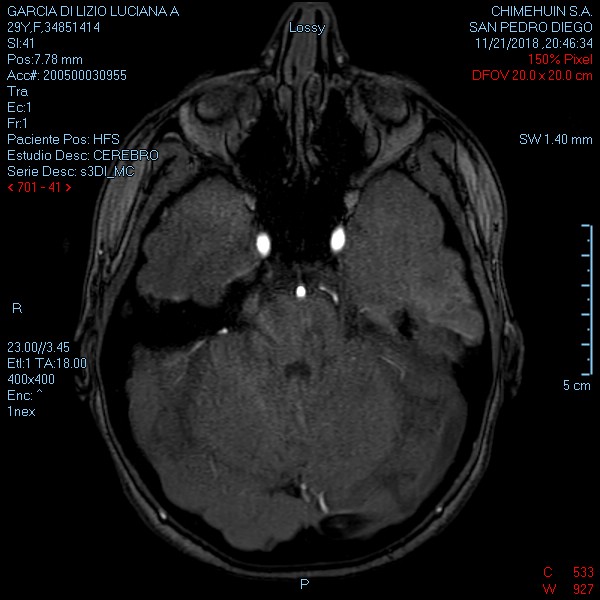 GARCIA DI LIZIO LUCIANA A
29Y,F,34851414
Sl:41
Pos:7.78 mm
Acc#: 200500030955
Tra
Ec:1
Fr:1
Paciente Pos: HFS
Estudio Desc: CEREBRO
Serie Desc: s3DI_MC
< 701 - 41 >
Lossy
CHIMEHUIN S.A.
SAN PEDRO DIEGO
11/21/2018 ,20:46:34
150% Pixel
DFOV 20.0 x 20.0 cm
SW 1.40 mm
R
23.00//3.45
Etl:1 TA:18.00
400x400
Enc: ^
1nex
5 cm
P
C 533
W 927